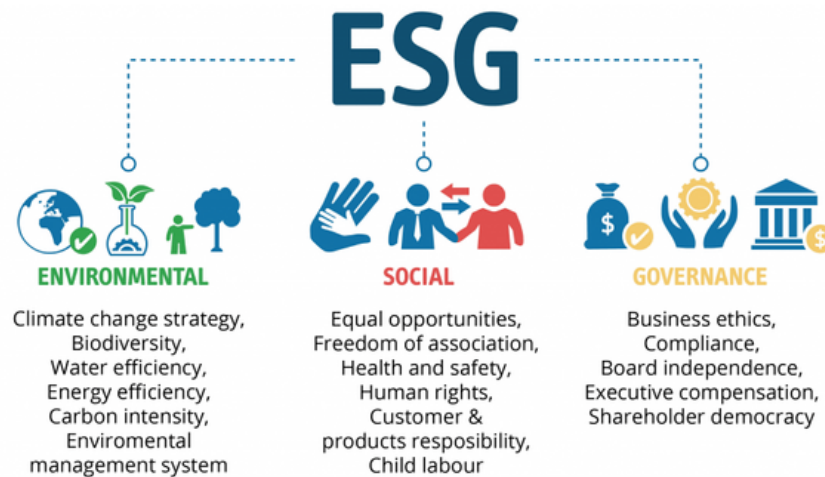 ESG
ENVIRONMENTAL
Climate change strategy,
Biodiversity,
Water efficiency,
Energy efficiency,
Carbon intensity,
Enviromental
management system
SOCIAL
Equal opportunities,
Freedom of association,
Health and safety,
Human rights,
Customer &
products resposibility,
Child labour
$
$
GOVERNANCE
Business ethics,
Compliance,
Board independence,
Executive compensation,
Shareholder democracy